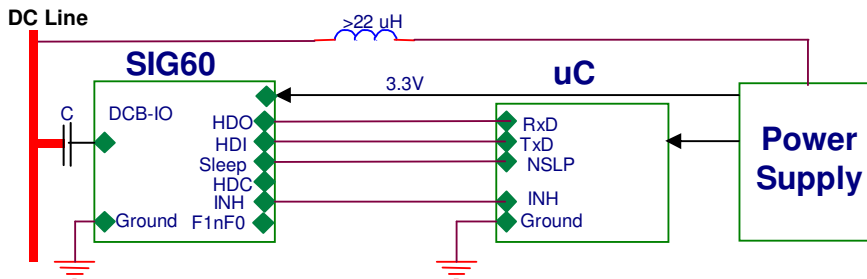 DC Line
>22 uH
SIG60
uC
3.3V
C
DCB-IO
HDO
HDI
Sleep
HDC
INH
F1nF0
Ground
RxD
TxD
NSLP
INH
Ground
Power
Supply